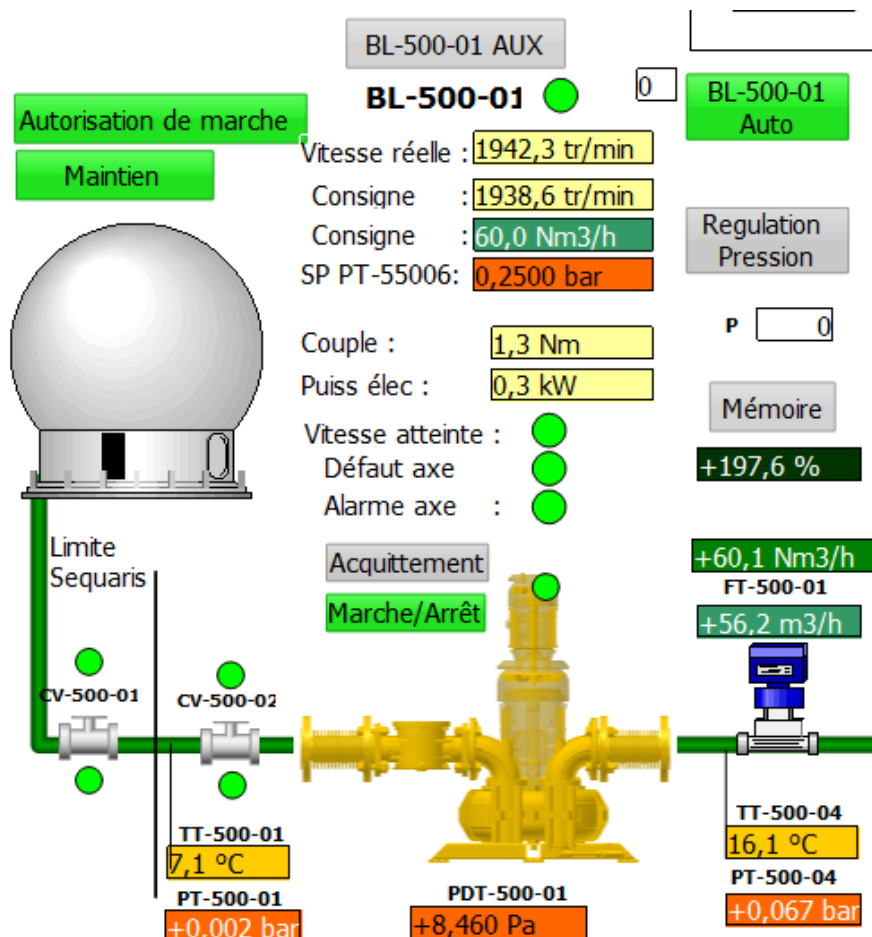 BL-500-01 AUX
BL-500-01
0
BL-500-01
Auto
Autorisation de marche
Maintien
Vitesse réelle : 1942,3 tr/min
Consigne : 1938,6 tr/min
Consigne : 60,0 Nm3/h
SP PT-55006: 0,2500 bar
Regulation
Pression
P 0
Couple : 1,3 Nm
Puiss élec : 0,3 kW
Mémoire
+197,6 %
Vitesse atteinte :
Défaut axe
Alarme axe :
Limite
Sequaris
Acquittement
Marche/Arrêt
+60,1 Nm3/h
FT-500-01
+56,2 m3/h
CV-500-01
CV-500-02
TT-500-01
7,1 °C
PT-500-01
+0,002 bar
PDT-500-01
+8,460 Pa
TT-500-04
16,1 °C
PT-500-04
+0,067 bar